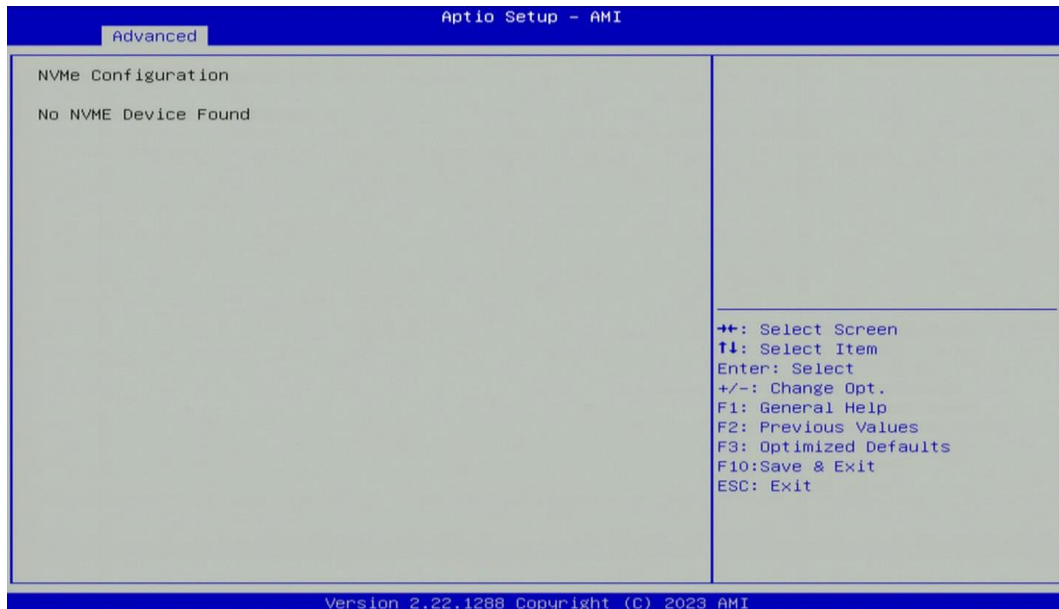 Aptio Setup – AMI
Advanced
NVMe Configuration
No NVME Device Found
→←: Select Screen
↑↓: Select Item
Enter: Select
+/-: Change Opt.
F1: General Help
F2: Previous Values
F3: Optimized Defaults
F10:Save & Exit
ESC: Exit
Version 2.22.1288 Copyright (C) 2023 AMI